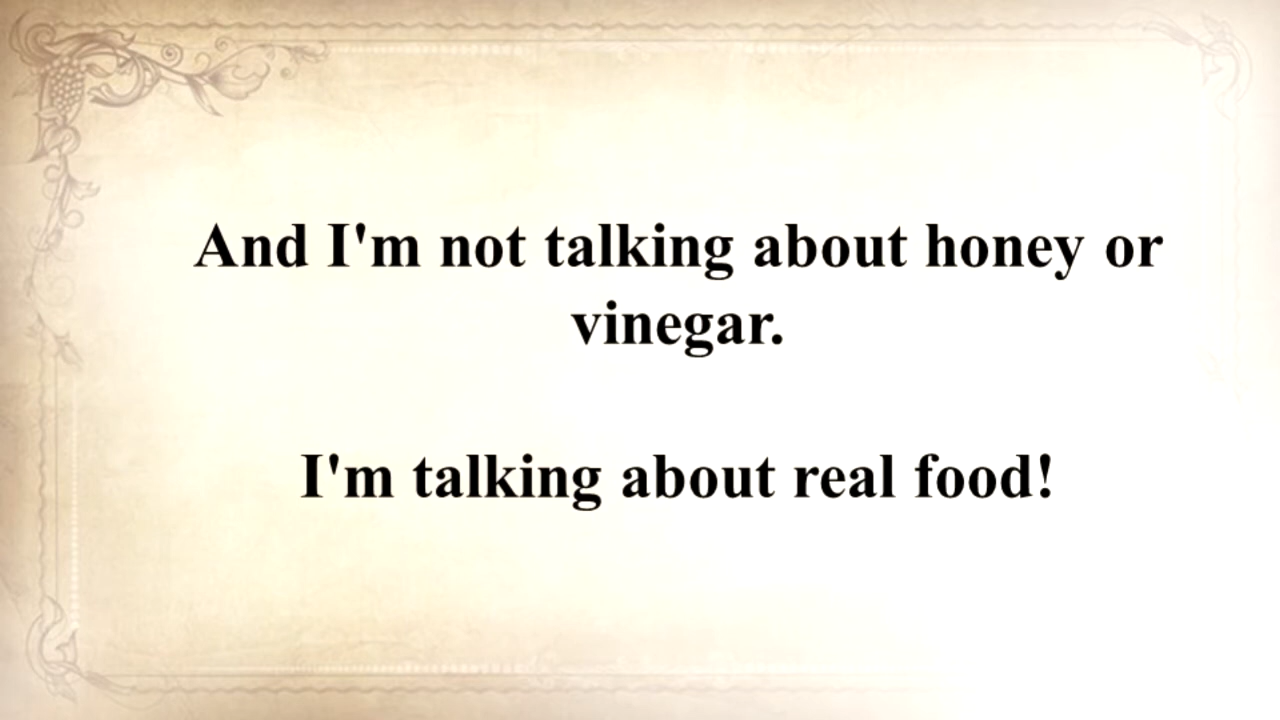 And I'm not talking about honey or
vinegar.
I'm talking about real food!